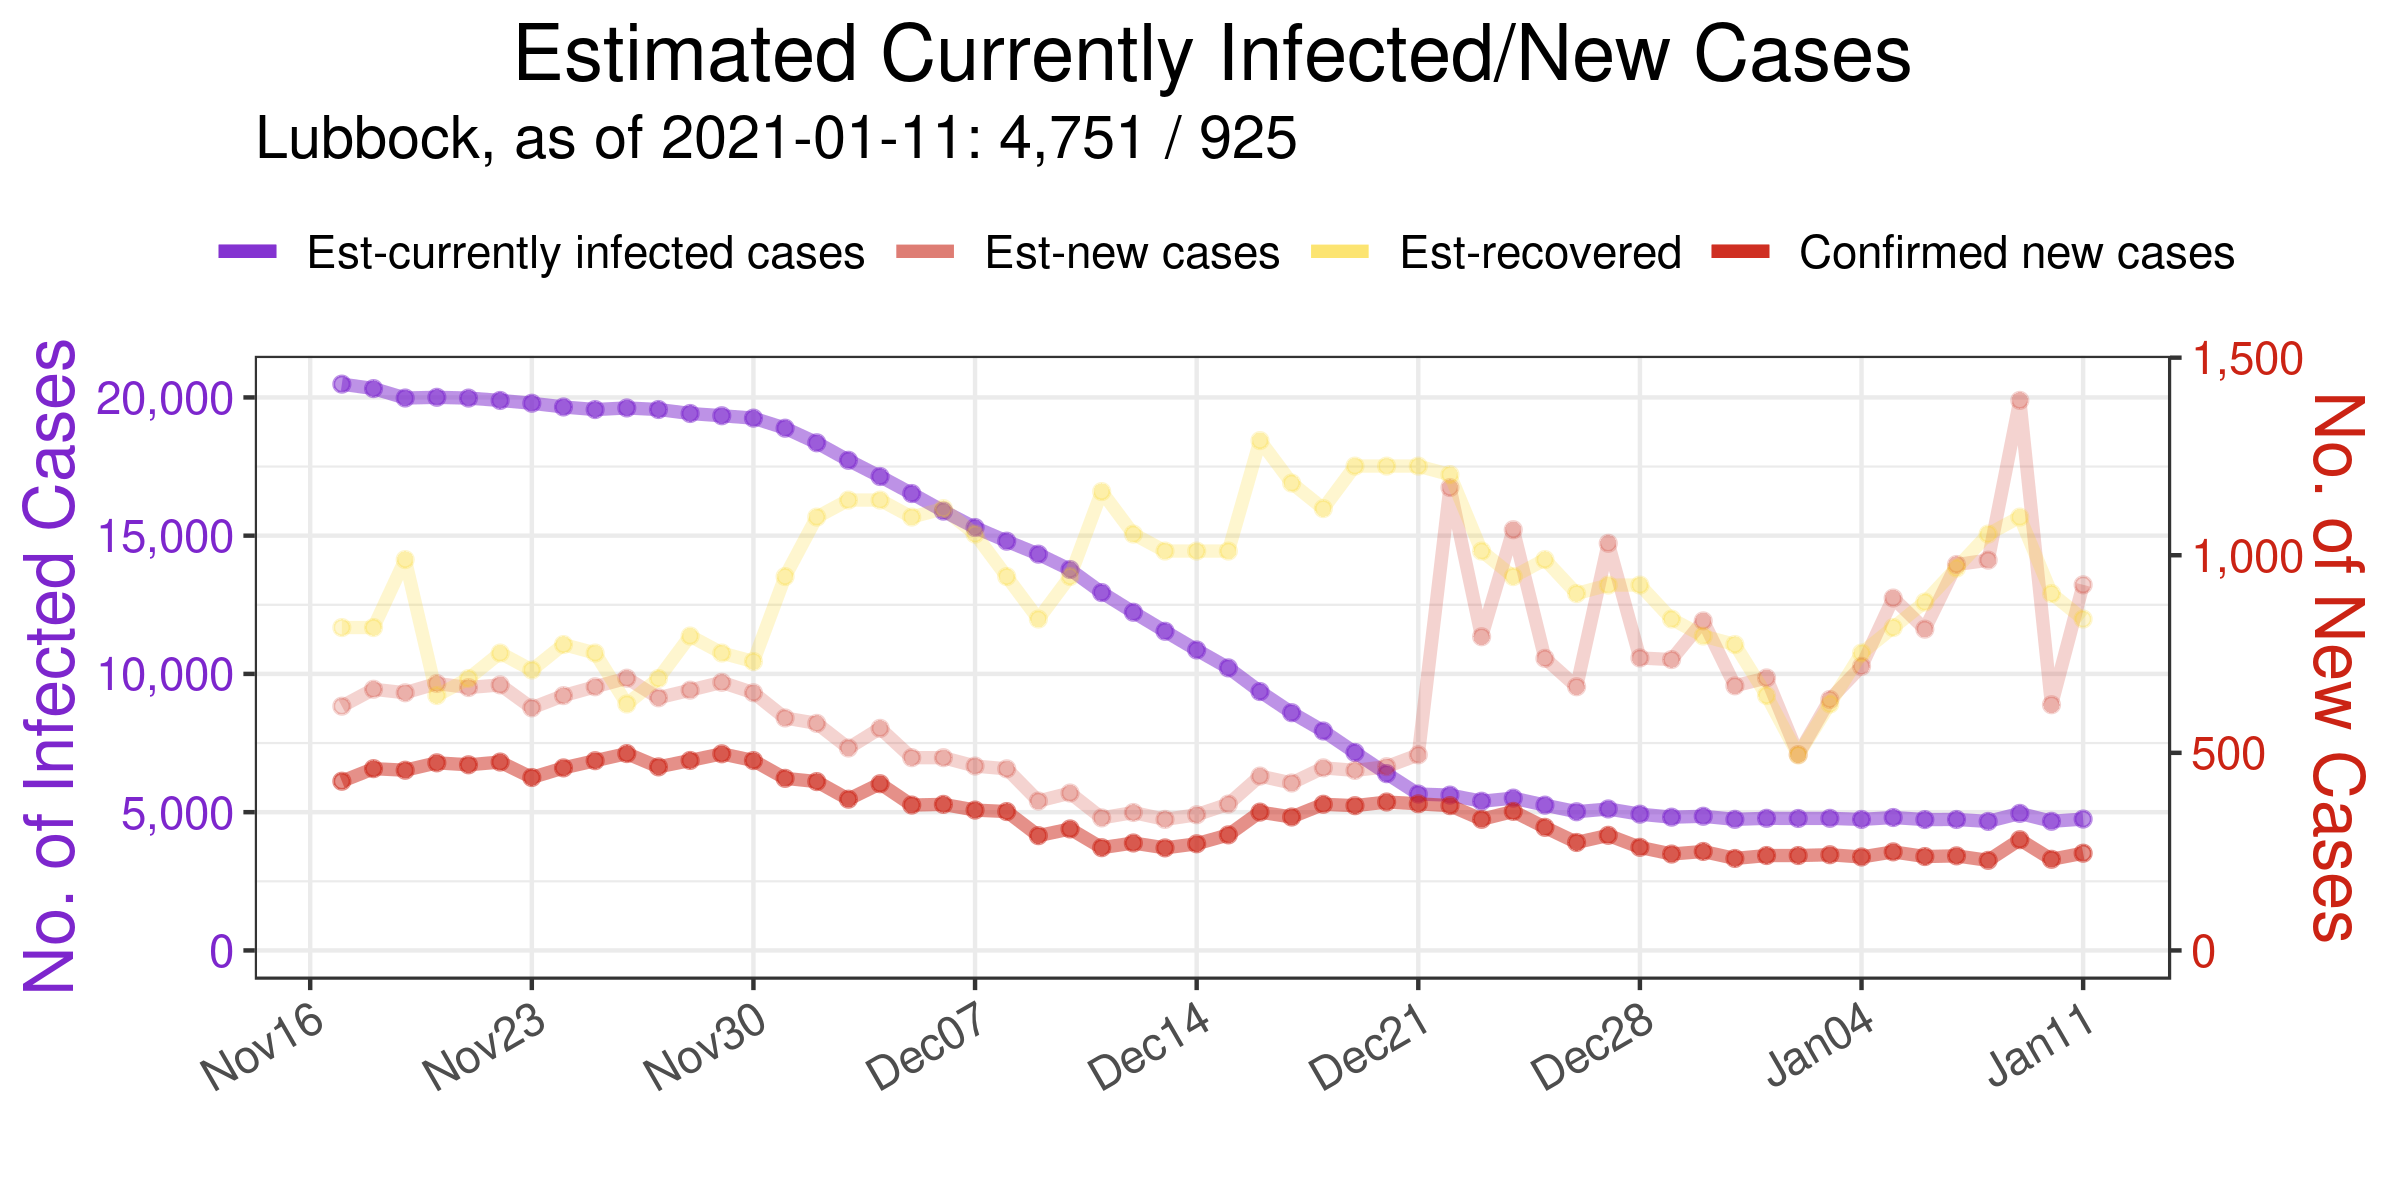 Estimated Currently Infected/New Cases
Lubbock, as of 2021-01-11: 4,751 / 925
Est-currently infected cases Est-new cases Est-recovered Confirmed new cases
No. of Infected Cases
20,000
15,000
10,000
5,000
0
1,500
1,000
500
0
No. of New Cases
Nov16 Nov23 Nov30 Dec07 Dec14 Dec21 Dec28 Jan04 Jan11